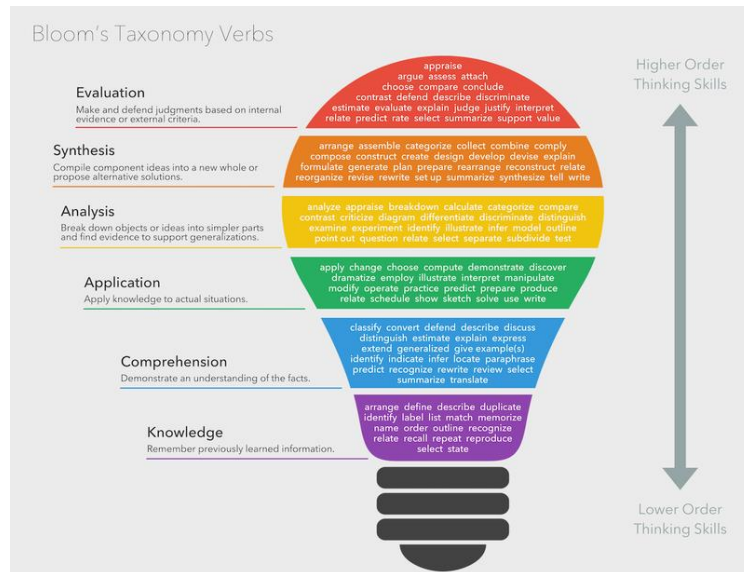 Bloom's Taxonomy Verbs
Higher Order
Thinking Skills
Evaluation
Make and defend judgments based on internal
evidence or external criteria.
appraise
argue assess attach
choose compare conclude
contrast defend describe discriminate
estimate evaluate explain judge justify interpret
relate predict rate select summarize support value
Synthesis
Compile component ideas into a new whole or
propose alternative solutions.
arrange assemble categorize collect combine comply
compose construct create design develop devise explain
formulate generate plan prepare rearrange reconstruct relate
reorganize revise rewrite set up summarize synthesize tell write
Analysis
Break down objects or ideas into simpler parts
and find evidence to support generalizations.
analyze appraise breakdown calculate categorize compare
contrast criticize diagram differentiate discriminate distinguish
examine experiment identify illustrate infer model outline
point out question relate select separate subdivide test
Application
Apply knowledge to actual situations.
apply change choose compute demonstrate discover
dramatize employ illustrate interpret manipulate
modify operate practice predict prepare produce
relate schedule show sketch solve use write
Comprehension
Demonstrate an understanding of the facts.
classify convert defend describe discuss
distinguish estimate explain express
extend generalized give example(s)
identify indicate infer locate paraphrase
predict recognize rewrite review select
summarize translate
Knowledge
Remember previously learned information.
arrange define describe duplicate
identify label list match memorize
name order outline recognize
relate recall repeat reproduce
select state
Lower Order
Thinking Skills